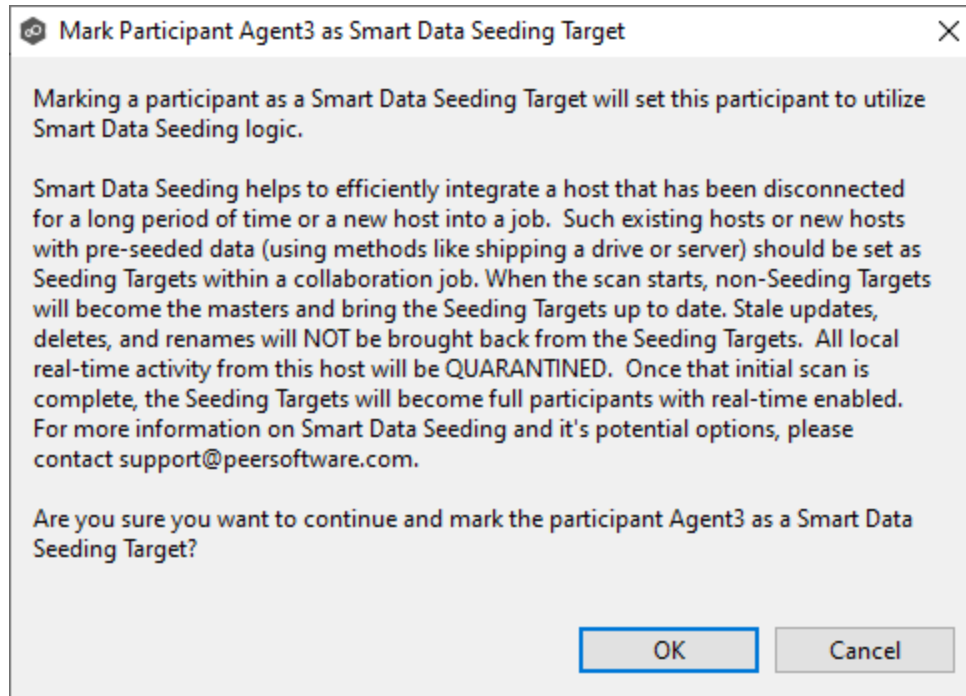 Mark Participant Agent3 as Smart Data Seeding Target
Marking a participant as a Smart Data Seeding Target will set this participant to utilize
Smart Data Seeding logic.
Smart Data Seeding helps to efficiently integrate a host that has been disconnected
for a long period of time or a new host into a job.  Such existing hosts or new hosts
with pre-seeded data (using methods like shipping a drive or server) should be set as
Seeding Targets within a collaboration job. When the scan starts, non-Seeding Targets
will become the masters and bring the Seeding Targets up to date. Stale updates,
deletes, and renames will NOT be brought back from the Seeding Targets.  All local
real-time activity from this host will be QUARANTINED.  Once that initial scan is
complete, the Seeding Targets will become full participants with real-time enabled.
For more information on Smart Data Seeding and it's potential options, please
contact support@peersoftware.com.
Are you sure you want to continue and mark the participant Agent3 as a Smart Data
Seeding Target?
OK Cancel